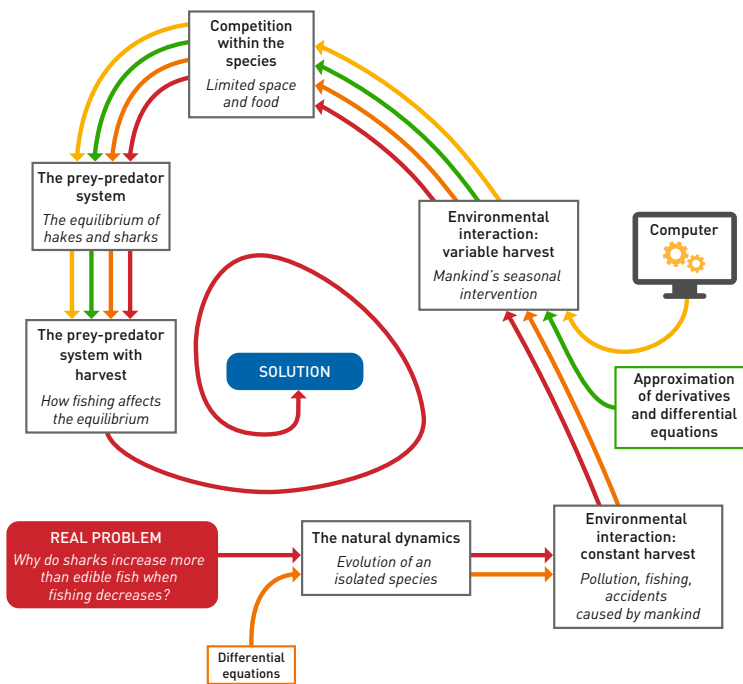 Competition
within the
species
Limited space
and food
The prey-predator
system
The equilibrium of
hakes and sharks
Environmental
interaction:
variable harvest
Mankind's seasonal
intervention
Computer
The prey-predator
system with
harvest
How fishing affects
the equilibrium
SOLUTION
Approximation
of derivatives
and differential
equations
REAL PROBLEM
Why do sharks increase more
than edible fish when
fishing decreases?
The natural dynamics
Evolution of an
isolated species
Environmental
interaction:
constant harvest
Pollution, fishing,
accidents
caused by mankind
Differential
equations